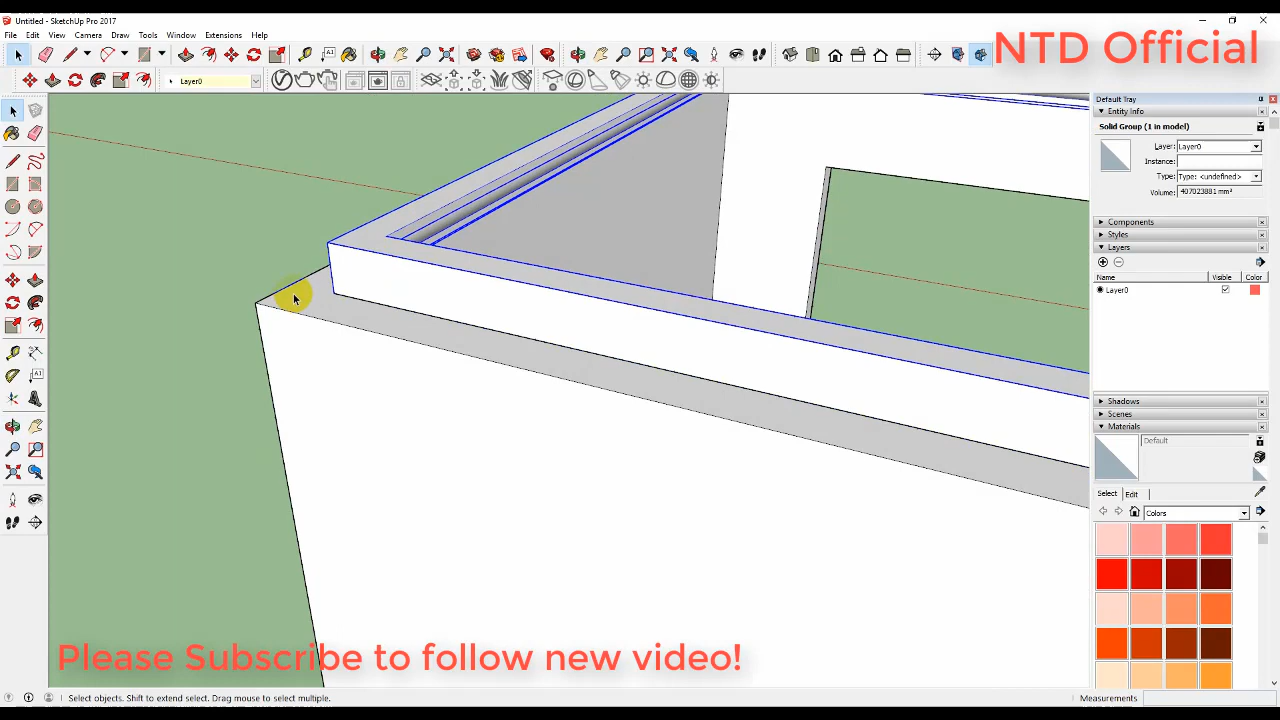 Untitled - SketchUp Pro 2017
NTD Official
File Edit View Camera Draw Tools Window Extensions Help
Layer0
Default Tray
Entity Info
Solid Group (1 in model)
Layer: Layer0
Instance:
Type: Type: <undefined>
Volume: 407023881 mm³
Components
Styles
Layers
Name Visible Color
Layer0
Shadows
Scenes
Materials
Default
Select Edit
Colors
Please Subscribe to follow new video!
Select objects. Shift to extend select. Drag mouse to select multiple.
Measurements